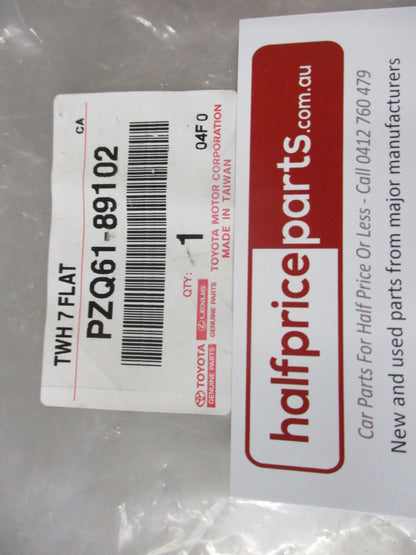 CA
TWH 7 FLAT
PZQ61-89102
04F0
QTY: 1
TOYOTA MOTOR CORPORATION
MADE IN TAIWAN
TOYOTA
GENUINE PARTS
LEXUS
GENUINE PARTS
halfpriceparts.com.au
Car Parts For Half Price Or Less - Call 0412 760 479
New and used parts from major manufacturers